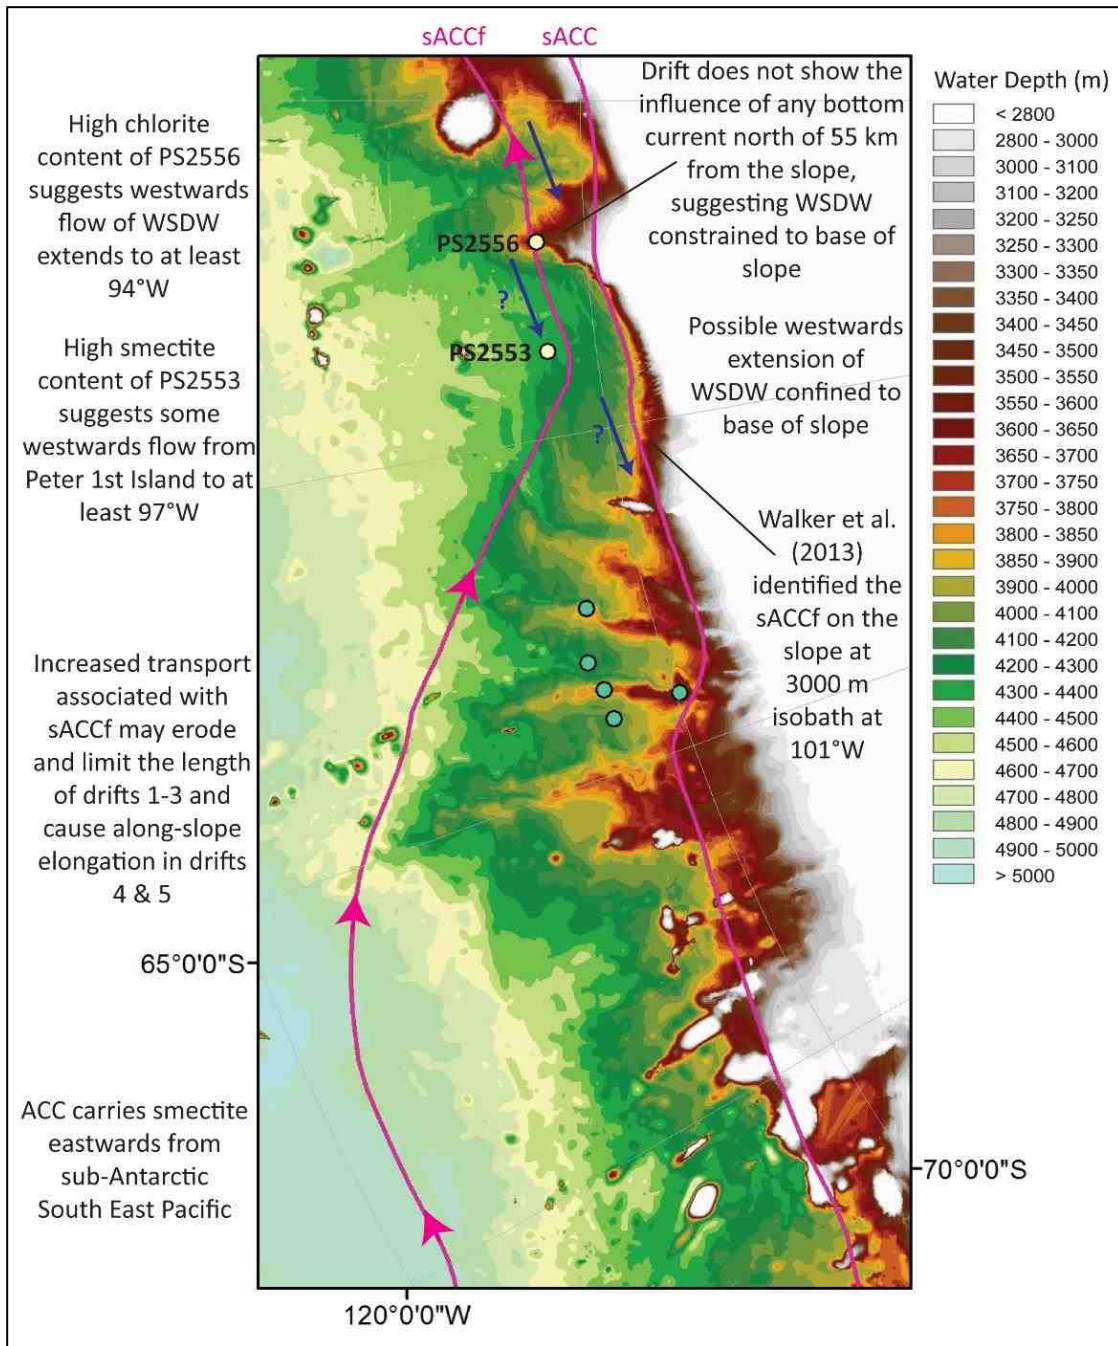 sACCf
sACC
High chlorite
content of PS2556
suggests westwards
flow of WSDW
extends to at least
94°W
High smectite
content of PS2553
suggests some
westwards flow from
Peter 1st Island to at
least 97°W
Increased transport
associated with
sACCf may erode
and limit the length
of drifts 1-3 and
cause along-slope
elongation in drifts
4 & 5
65°0'0"S
ACC carries smectite
eastwards from
sub-Antarctic
South East Pacific
120°0'0"W
PS2556
?
PS2553
?
Drift does not show the
influence of any bottom
current north of 55 km
from the slope,
suggesting WSDW
constrained to base of
slope
Possible westwards
extension of
WSDW confined to
base of slope
Walker et al.
(2013)
identified the
sACCf on the
slope at
3000 m
isobath at
101°W
70°0'0"S
Water Depth (m)
< 2800
2800 - 3000
3000 - 3100
3100 - 3200
3200 - 3250
3250 - 3300
3300 - 3350
3350 - 3400
3400 - 3450
3450 - 3500
3500 - 3550
3550 - 3600
3600 - 3650
3650 - 3700
3700 - 3750
3750 - 3800
3800 - 3850
3850 - 3900
3900 - 4000
4000 - 4100
4100 - 4200
4200 - 4300
4300 - 4400
4400 - 4500
4500 - 4600
4600 - 4700
4700 - 4800
4800 - 4900
4900 - 5000
> 5000